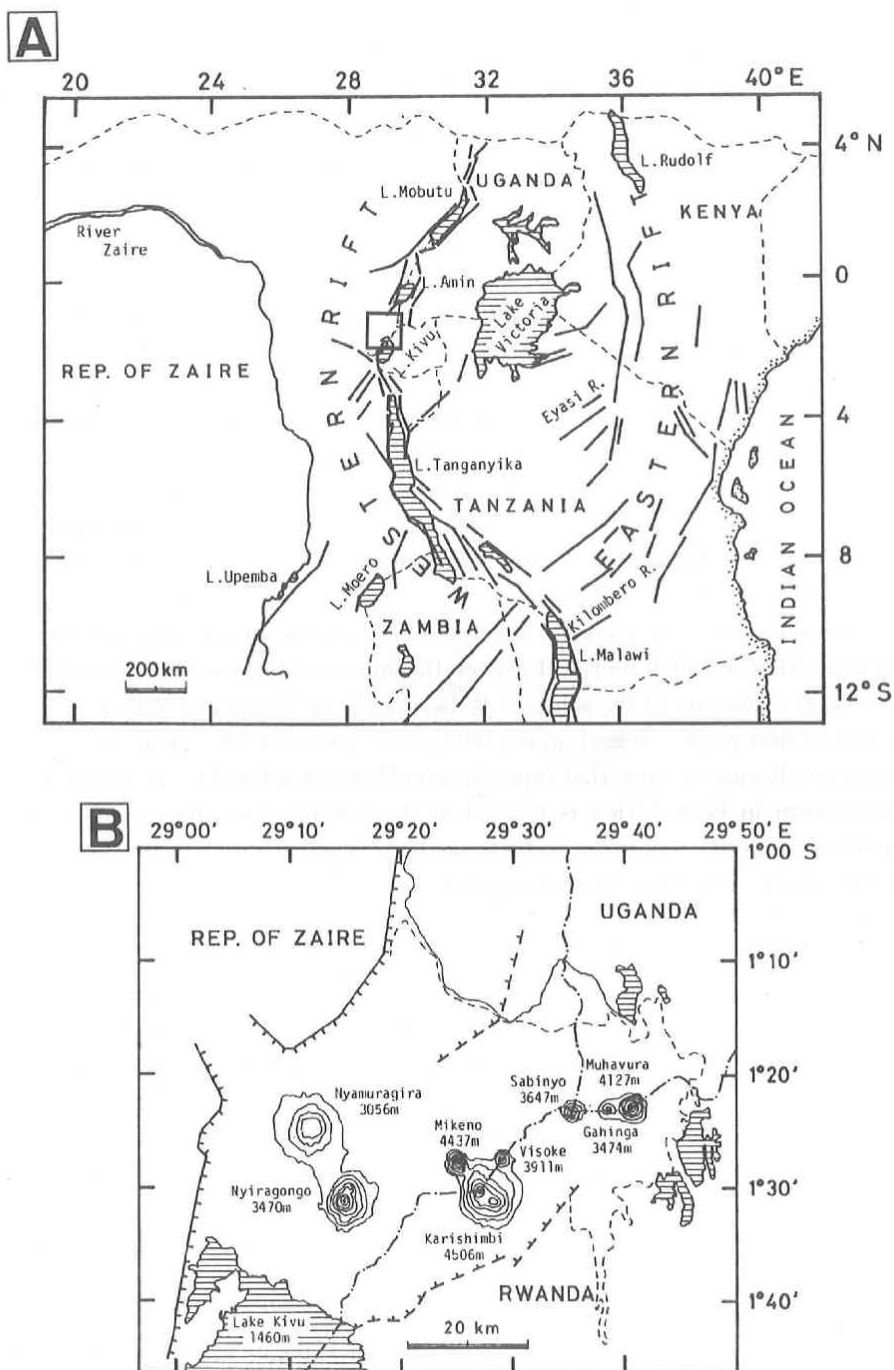 A
20 24 28 32 36 40°E
4°N
L.Rudolf
UGANDA
L.Mobutu
KENYA
River
Zaire
0
L.Amin
Lake
Victoria
L.Kivu
REP. OF ZAIRE
WESTERN RIFT
EASTERN RIFT
Eyasi R.
4
L.Tanganyika
TANZANIA
INDIAN OCEAN
8
L.Upemba
L.Moero
Kilombero R.
ZAMBIA
L.Malawi
200km
12°S
B
29°00' 29°10' 29°20' 29°30' 29°40' 29°50'E
1°00 S
UGANDA
REP. OF ZAIRE
1°10'
Muhavura
4127m
1°20'
Sabinyo
3647m
Nyamuragira
3056m
Mikeno
4437m
Gahinga
3474m
Visoke
3911m
Nyiragongo
3470m
1°30'
Karishimbi
4506m
RWANDA
1°40'
Lake Kivu
1460m
20 km